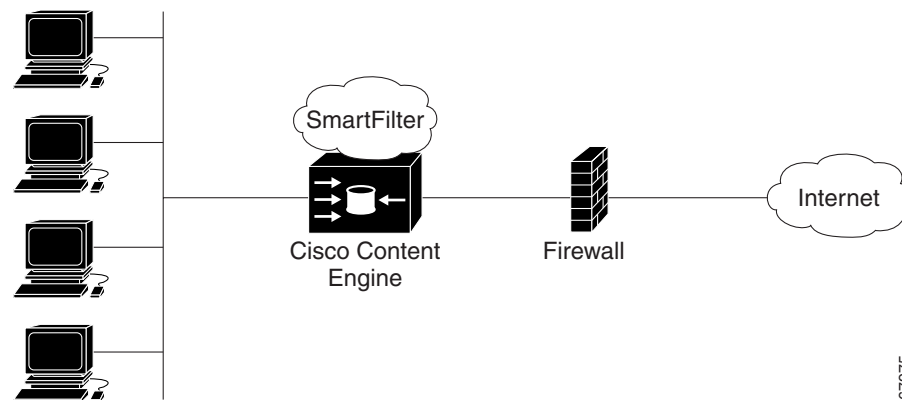 SmartFilter
Cisco Content
Engine
Firewall
Internet